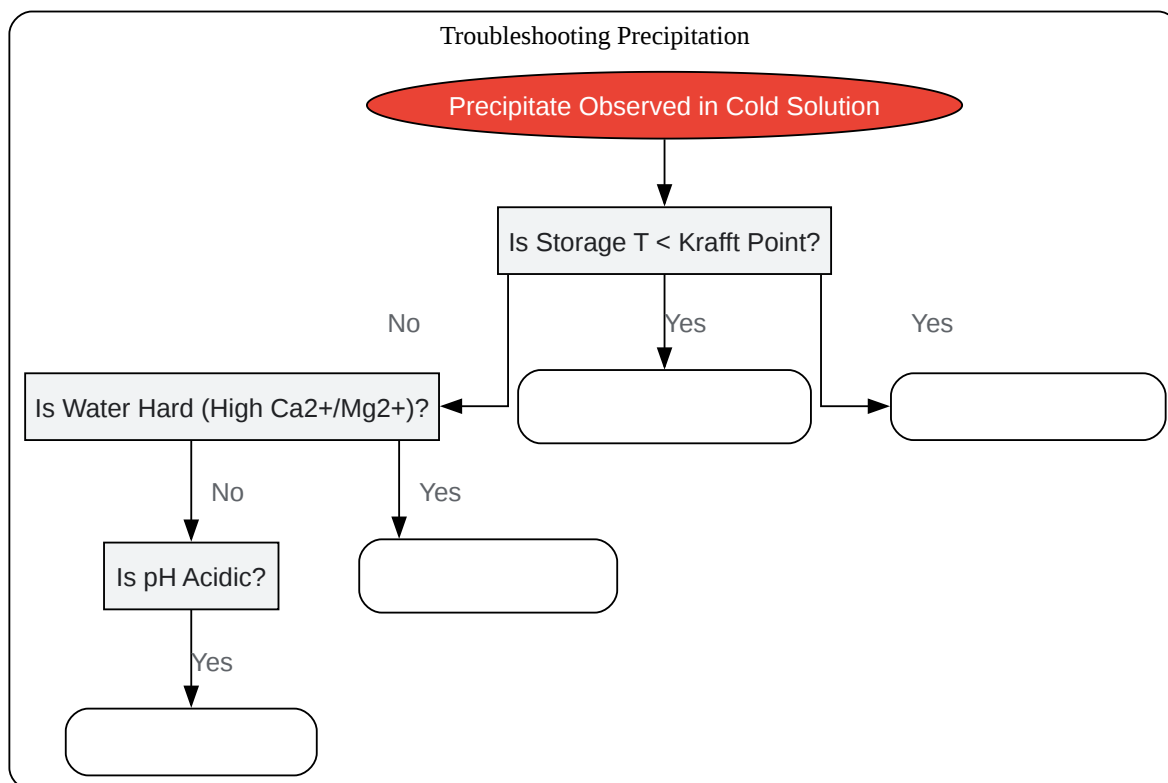 Troubleshooting Precipitation
Precipitate Observed in Cold Solution
Is Storage T < Krafft Point?
No
Yes
Yes
Is Water Hard (High Ca2+/Mg2+)?
No
Yes
Is pH Acidic?
Yes